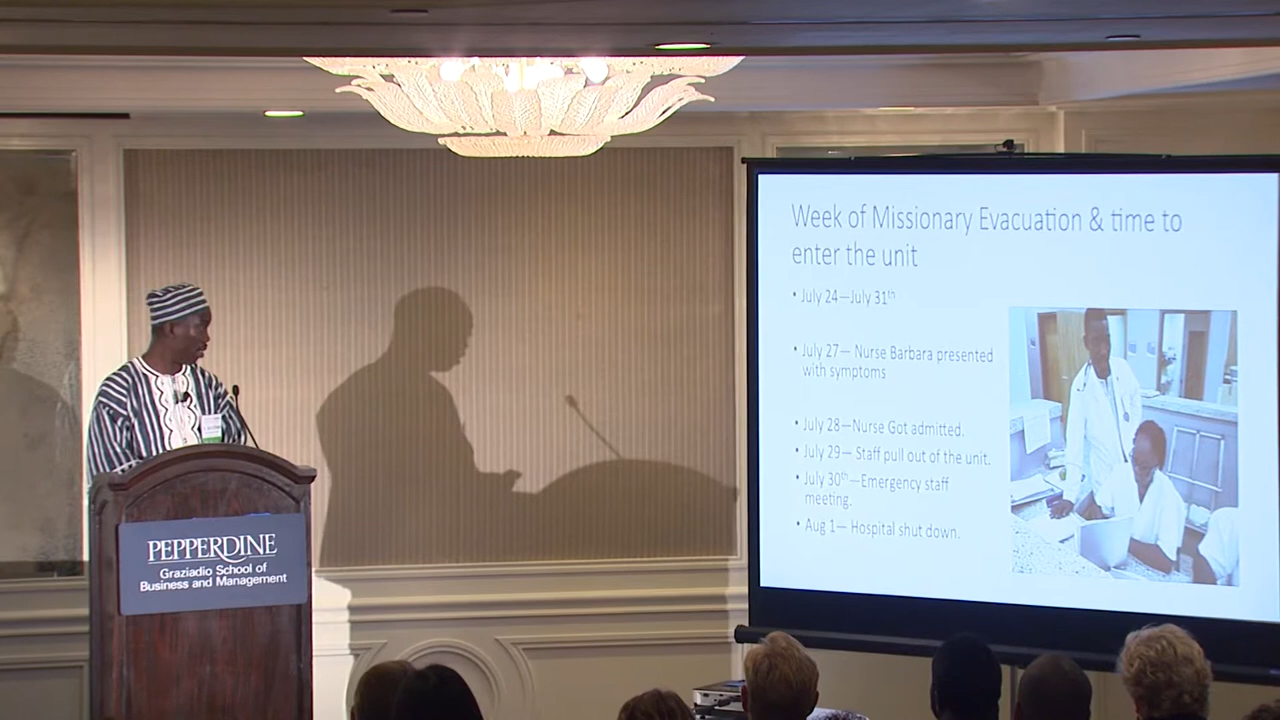 Week of Missionary Evacuation & time to
enter the unit
• July 24—July 31th
• July 27— Nurse Barbara presented
with symptoms
• July 28—Nurse Got admitted.
• July 29— Staff pull out of the unit.
• July 30th—Emergency staff
meeting.
• Aug 1— Hospital shut down.
PEPPERDINE
Graziadio School of
Business and Management